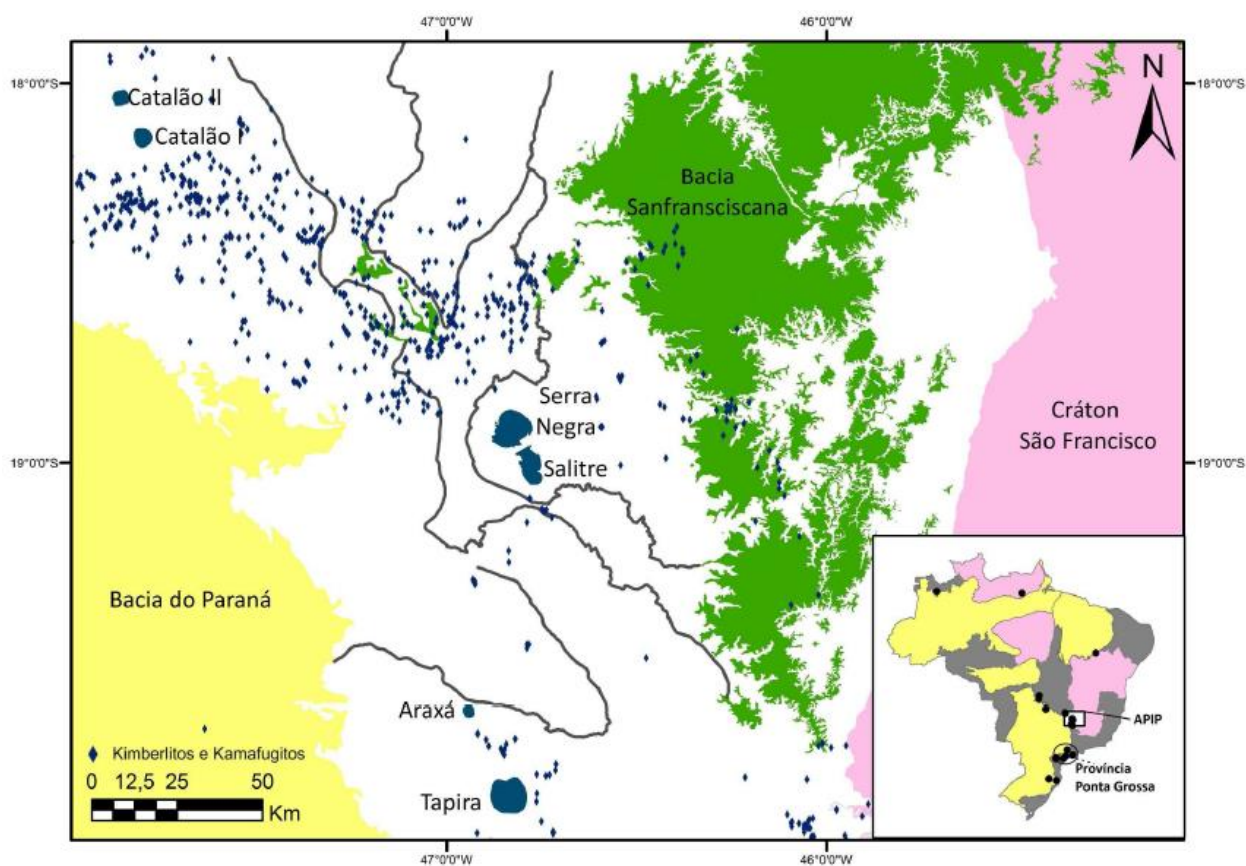 47°0'0"W
46°0'0"W
18°0'0"S
18°0'0"S
N
Catalão II
Catalão I
Bacia
Sanfransciscana
Serra
Negra
Salitre
Cráton
São Francisco
19°0'0"S
19°0'0"S
Bacia do Paraná
Araxá
Tapira
Kimberlitos e Kamafugitos
0 12,5 25 50
Km
APIP
Província
Ponta Grossa
47°0'0"W
46°0'0"W